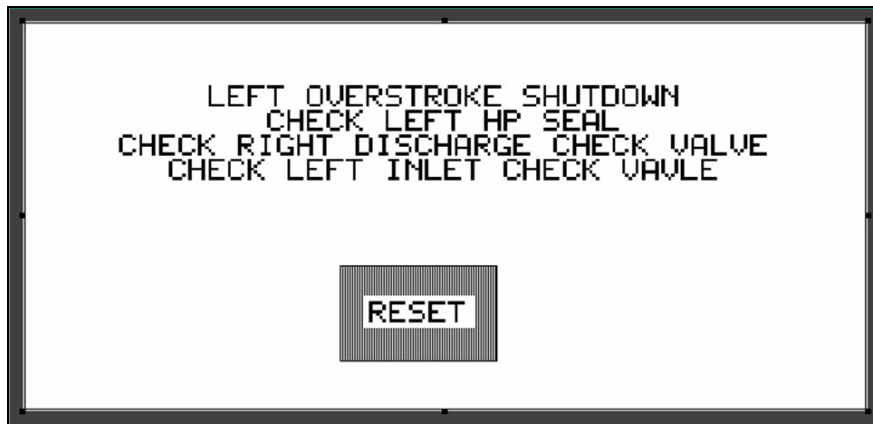 LEFT OVERSTROKE SHUTDOWN
CHECK LEFT HP SEAL
CHECK RIGHT DISCHARGE CHECK VALVE
CHECK LEFT INLET CHECK VAVLE
RESET